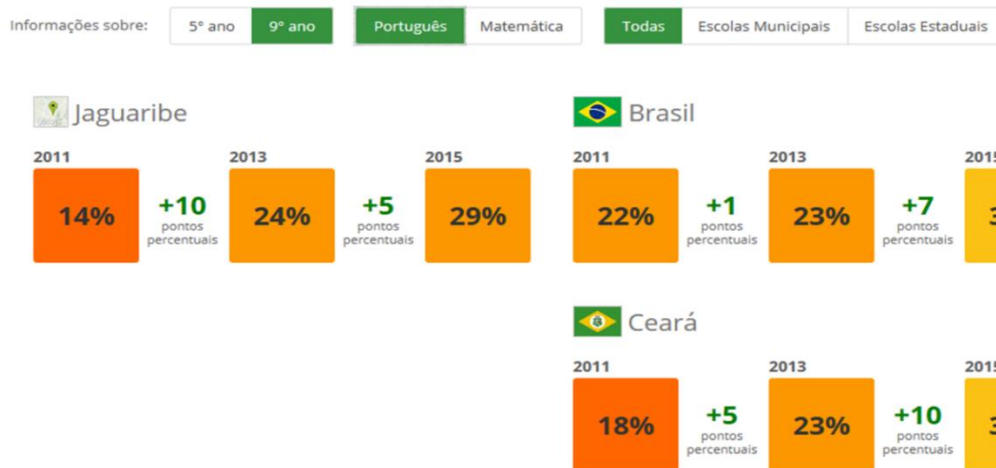 Informações sobre: 5º ano 9º ano Português Matemática Todas Escolas Municipais Escolas Estaduais
Jaguaribe
2011 2013 2015
14% +10 pontos percentuais 24% +5 pontos percentuais 29%
Brasil
2011 2013 2015
22% +1 pontos percentuais 23% +7 pontos percentuais
Ceará
2011 2013 2015
18% +5 pontos percentuais 23% +10 pontos percentuais